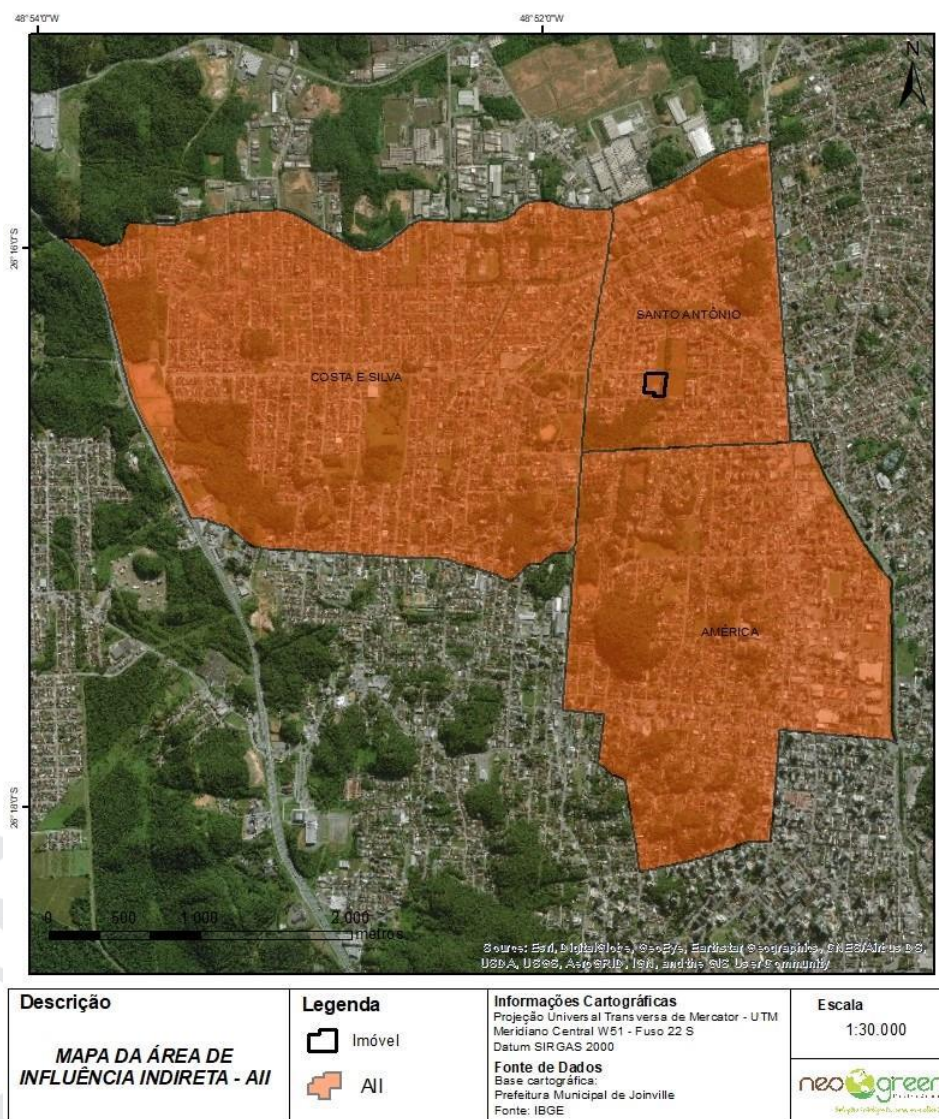 48°54'0"W
48°52'0"W
N
26°16'0"S
SANTO ANTÔNIO
COSTA E SILVA
AMÉRICA
26°18'0"S
0 500 1.000 2.000
metros
Source: Esri, DigitalGlobe, GeoEye, Earthstar Geographics, CNES/Airbus DS,
USDA, USGS, AeroGRID, IGN, and the GIS User Community
Descrição
MAPA DA ÁREA DE
INFLUÊNCIA INDIRETA - AII
Legenda
Imóvel
AII
Informações Cartográficas
Projeção Universal Transversa de Mercator - UTM
Meridiano Central W51 - Fuso 22 S
Datum SIRGAS 2000
Fonte de Dados
Base cartográfica:
Prefeitura Municipal de Joinville
Fonte: IBGE
Escala
1:30.000
neogreen